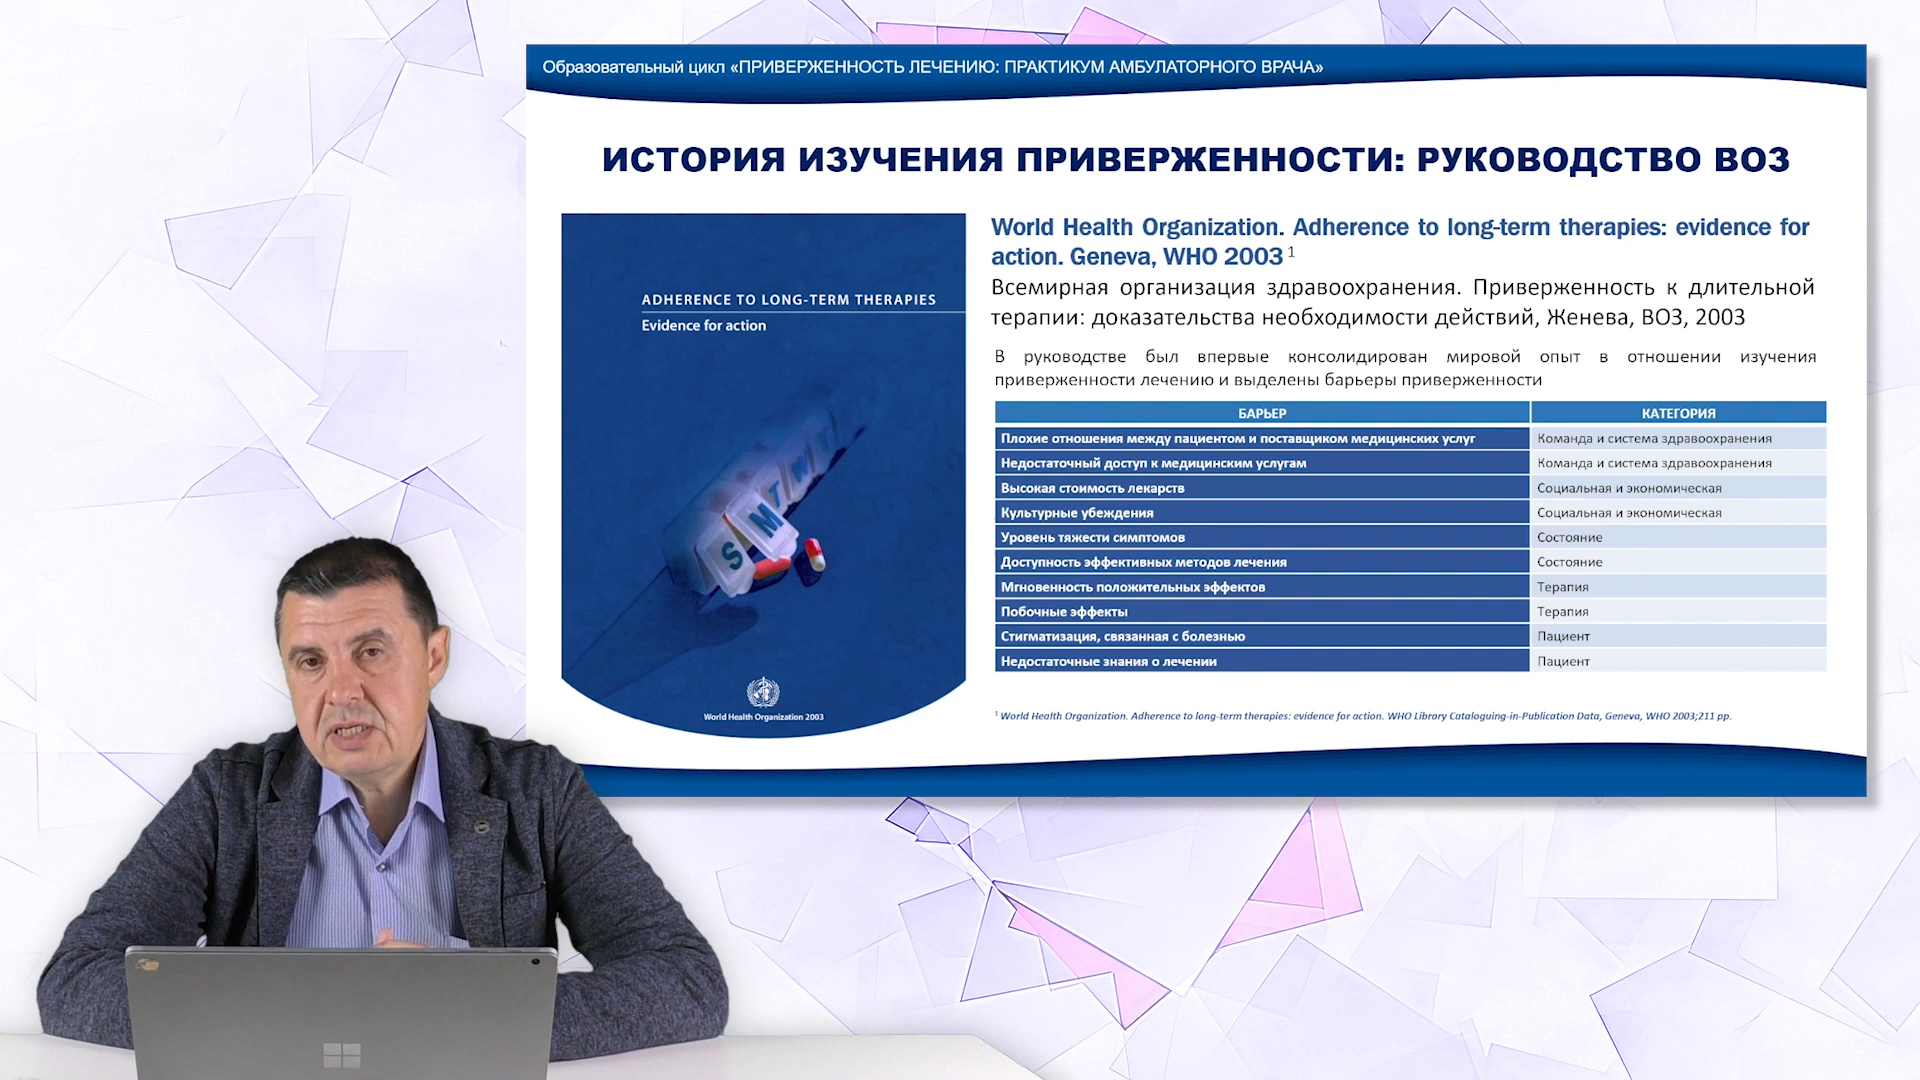 Образовательный цикл «ПРИВЕРЖЕННОСТЬ ЛЕЧЕНИЮ: ПРАКТИКУМ АМБУЛАТОРНОГО ВРАЧА»
ИСТОРИЯ ИЗУЧЕНИЯ ПРИВЕРЖЕННОСТИ: РУКОВОДСТВО ВОЗ
ADHERENCE TO LONG-TERM THERAPIES
Evidence for action
S M T W T
World Health Organization 2003
World Health Organization. Adherence to long-term therapies: evidence for
action. Geneva, WHO 2003 1
Всемирная организация здравоохранения. Приверженность к длительной
терапии: доказательства необходимости действий, Женева, ВОЗ, 2003
В руководстве был впервые консолидирован мировой опыт в отношении изучения
приверженности лечению и выделены барьеры приверженности
БАРЬЕР КАТЕГОРИЯ
Плохие отношения между пациентом и поставщиком медицинских услуг Команда и система здравоохранения
Недостаточный доступ к медицинским услугам Команда и система здравоохранения
Высокая стоимость лекарств Социальная и экономическая
Культурные убеждения Социальная и экономическая
Уровень тяжести симптомов Состояние
Доступность эффективных методов лечения Состояние
Мгновенность положительных эффектов Терапия
Побочные эффекты Терапия
Стигматизация, связанная с болезнью Пациент
Недостаточные знания о лечении Пациент
1 World Health Organization. Adherence to long-term therapies: evidence for action. WHO Library Cataloguing-in-Publication Data, Geneva, WHO 2003;211 pp.